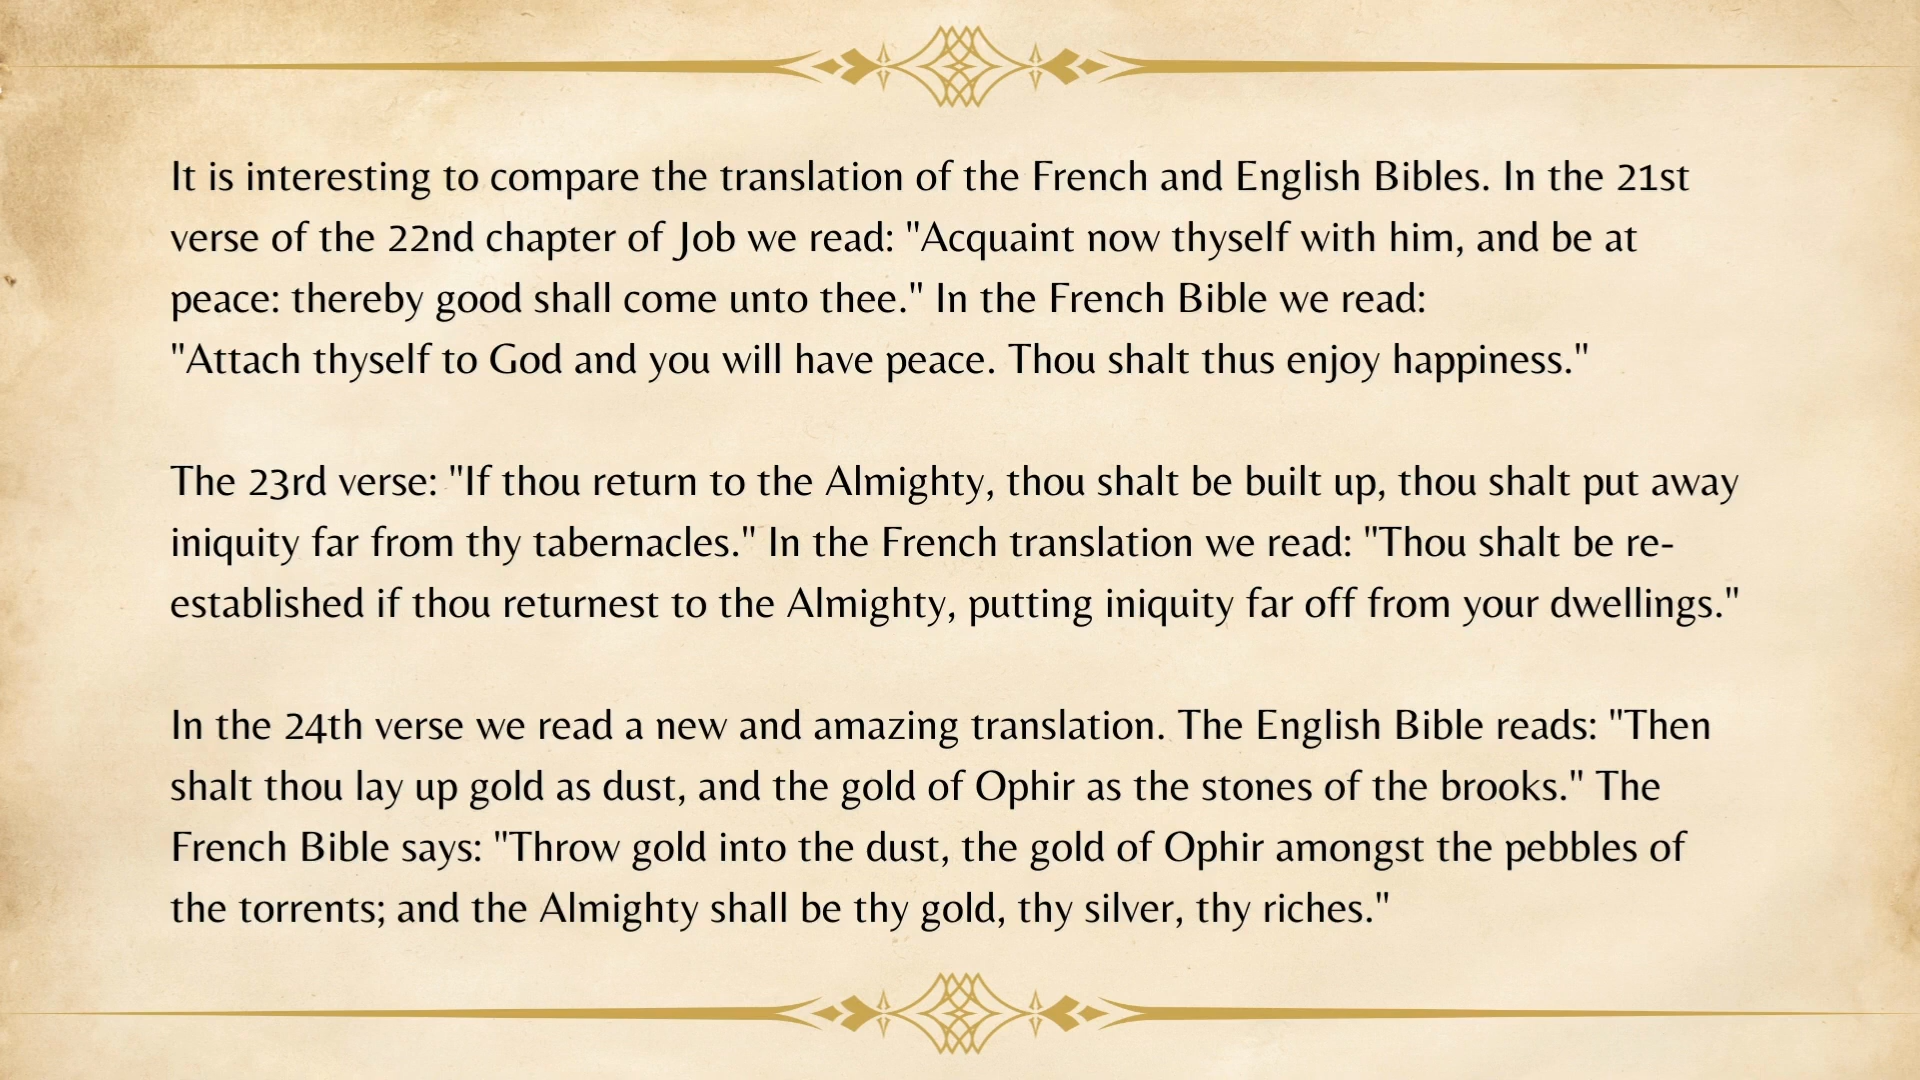 It is interesting to compare the translation of the French and English Bibles. In the 21st
verse of the 22nd chapter of Job we read: "Acquaint now thyself with him, and be at
peace: thereby good shall come unto thee." In the French Bible we read:
"Attach thyself to God and you will have peace. Thou shalt thus enjoy happiness."
The 23rd verse: "If thou return to the Almighty, thou shalt be built up, thou shalt put away
iniquity far from thy tabernacles." In the French translation we read: "Thou shalt be re-
established if thou returnest to the Almighty, putting iniquity far off from your dwellings."
In the 24th verse we read a new and amazing translation. The English Bible reads: "Then
shalt thou lay up gold as dust, and the gold of Ophir as the stones of the brooks." The
French Bible says: "Throw gold into the dust, the gold of Ophir amongst the pebbles of
the torrents; and the Almighty shall be thy gold, thy silver, thy riches."